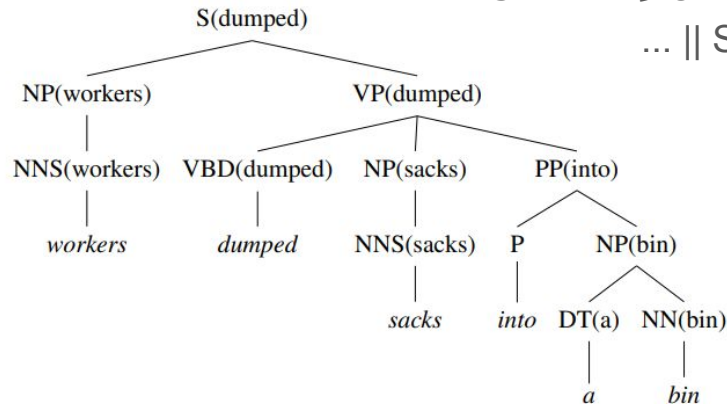 S(dumped)
... || S
NP(workers) VP(dumped)
NNS(workers) VBD(dumped) NP(sacks) PP(into)
workers dumped NNS(sacks) P NP(bin)
sacks into DT(a) NN(bin)
a bin